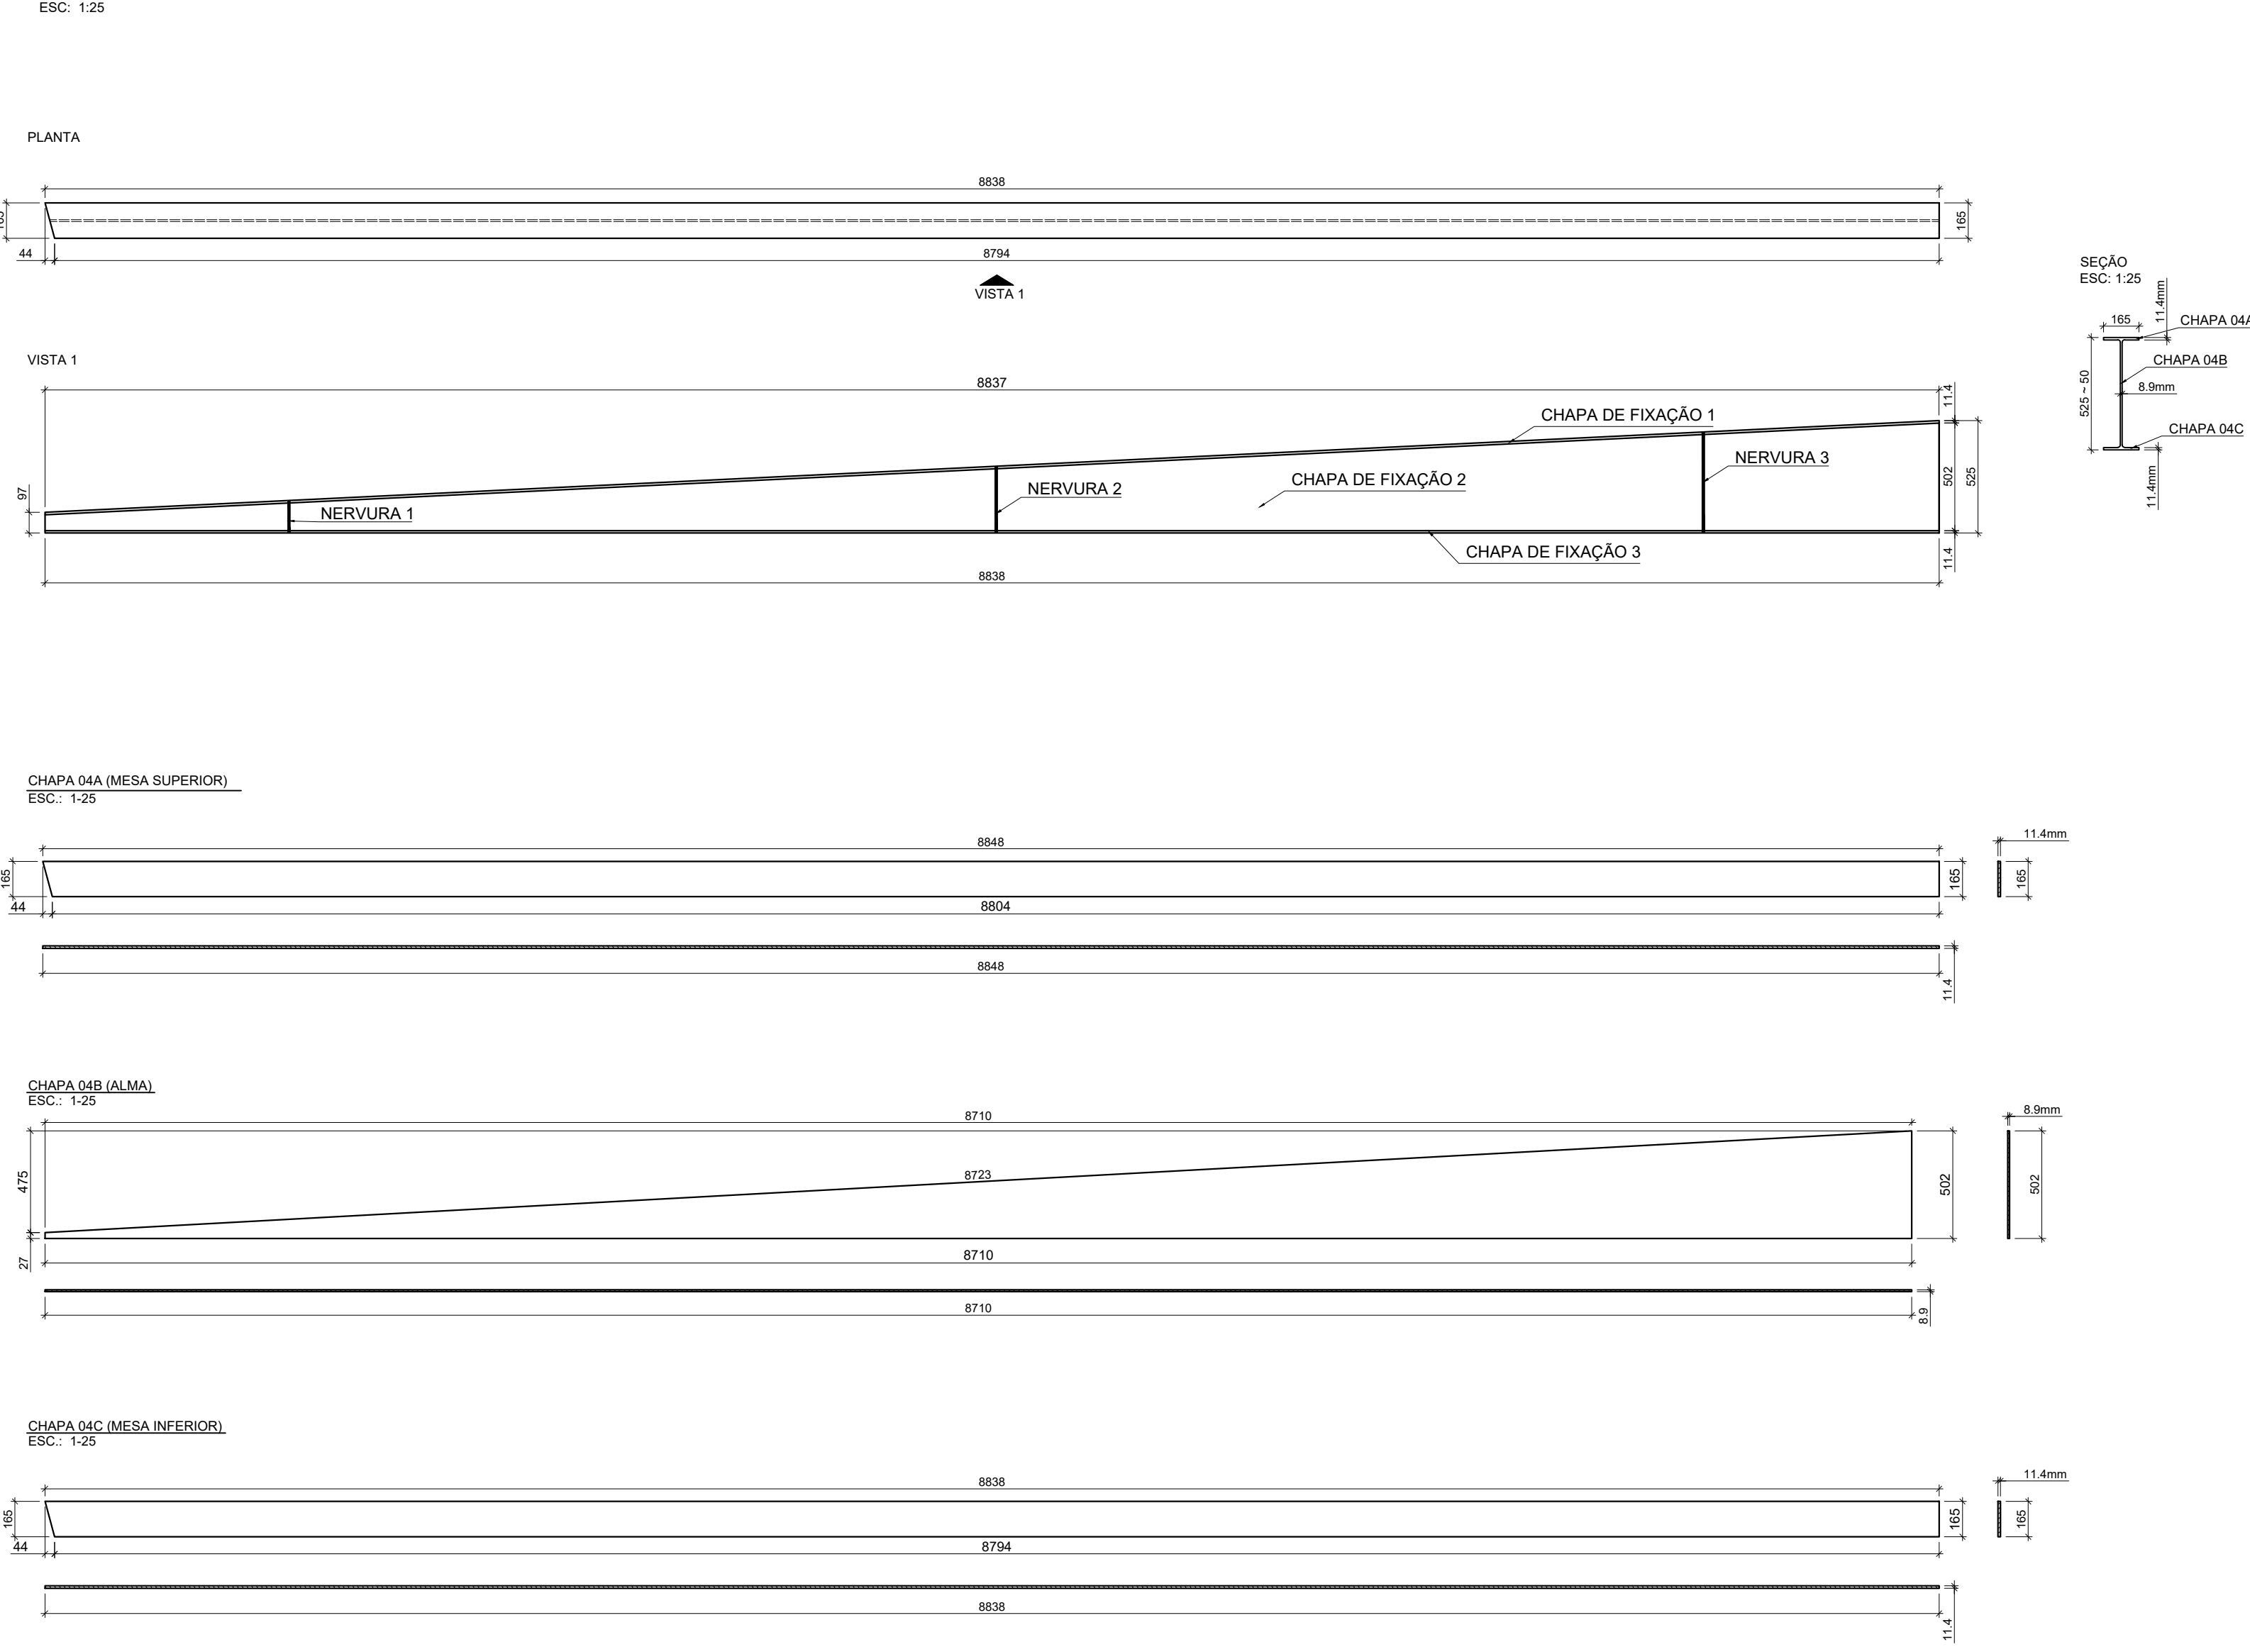 ESC: 1:25
PLANTA
8838
165
44
8794
VISTA 1
SEÇÃO
ESC: 1:25
11.4mm
165
CHAPA 04A
CHAPA 04B
525 ~ 50
8.9mm
CHAPA 04C
11.4mm
VISTA 1
8837
11.4
CHAPA DE FIXAÇÃO 1
97
NERVURA 1
NERVURA 2
CHAPA DE FIXAÇÃO 2
NERVURA 3
502
525
CHAPA DE FIXAÇÃO 3
11.4
8838
CHAPA 04A (MESA SUPERIOR)
ESC.: 1-25
8848
11.4mm
165
165
165
44
8804
8848
11.4
CHAPA 04B (ALMA)
ESC.: 1-25
8710
8.9mm
475
8723
502
502
27
8710
8710
8.9
CHAPA 04C (MESA INFERIOR)
ESC.: 1-25
8838
11.4mm
165
165
165
44
8794
8838
11.4